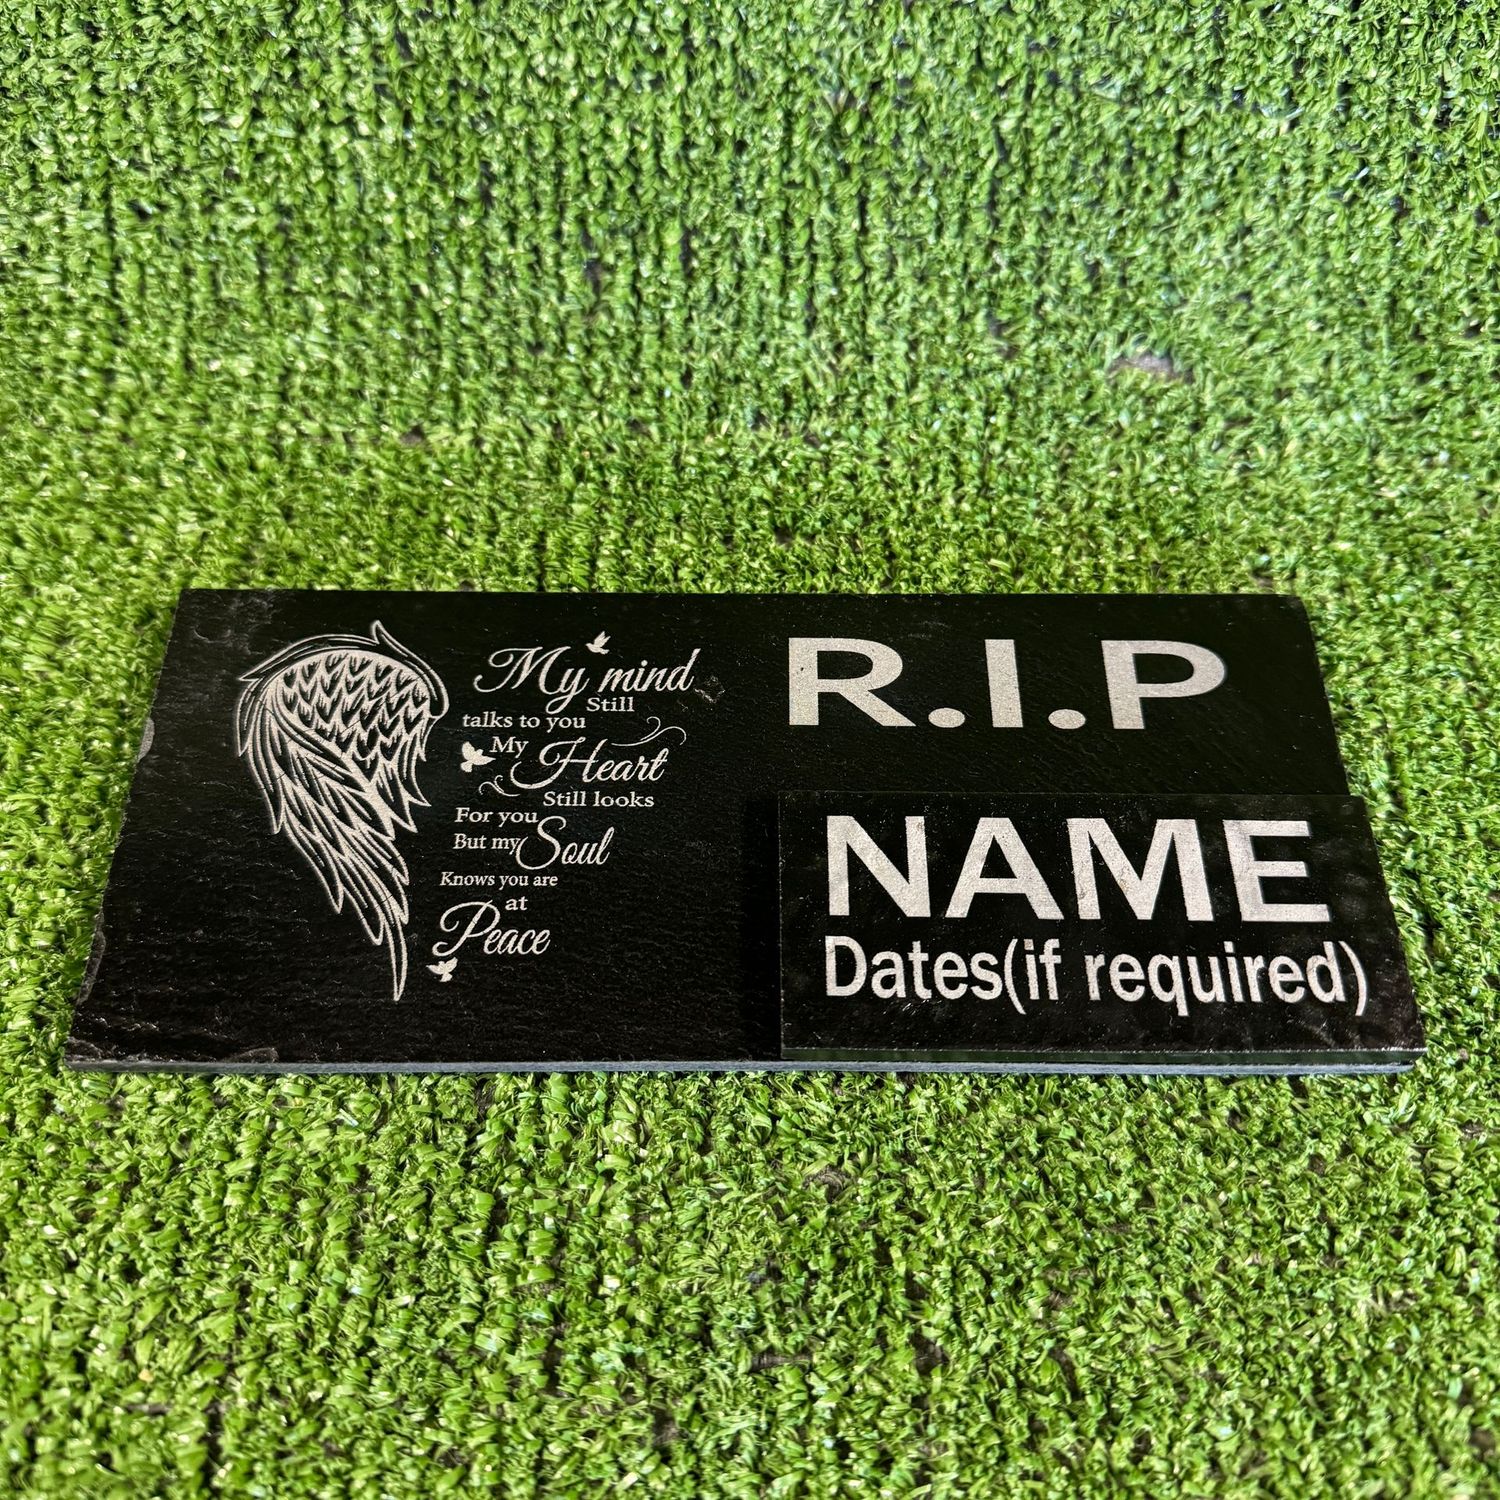 My mind
Still
talks to you
My Heart
Still looks
For you
But my Soul
Knows you are
at
Peace
R.I.P
NAME
Dates(if required)